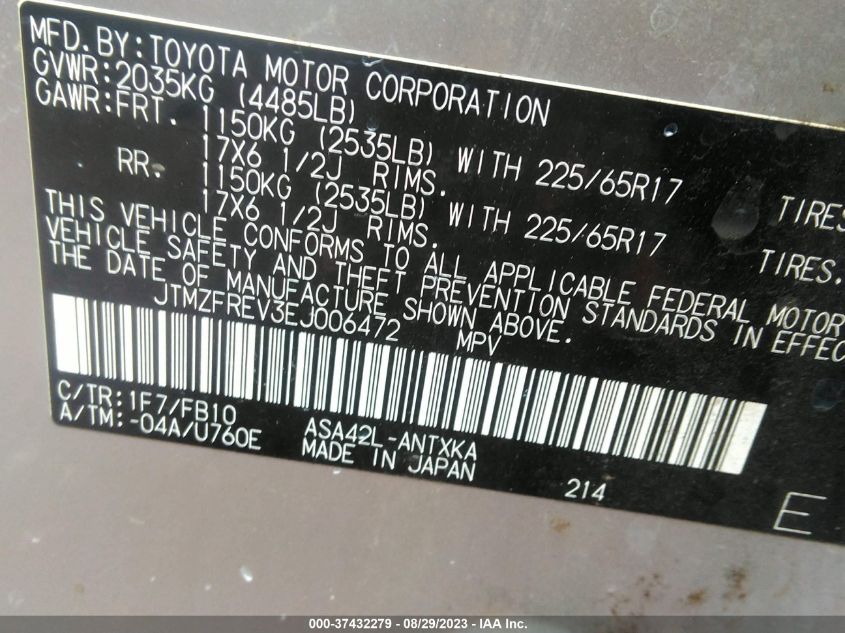 MFD.BY:TOYOTA MOTOR CORPORATION
GVWR:2035KG (4485LB)
GAWR:FRT. 1150KG (2535LB) WITH 225/65R17 TIRES
17X6 1/2J RIMS.
RR. 1150KG (2535LB) WITH 225/65R17 TIRES.
17X6 1/2J RIMS.
THIS VEHICLE CONFORMS TO ALL APPLICABLE FEDERAL MOTOR
VEHICLE SAFETY AND THEFT PREVENTION STANDARDS IN EFFEC
THE DATE OF MANUFACTURE SHOWN ABOVE.
JTMZFREV3EJ006472 MPV
C/TR:1F7/FB10
A/TM:-04A/U760E
ASA42L-ANTXKA
MADE IN JAPAN
214
E
000-37432279 - 08/29/2023 - IAA Inc.